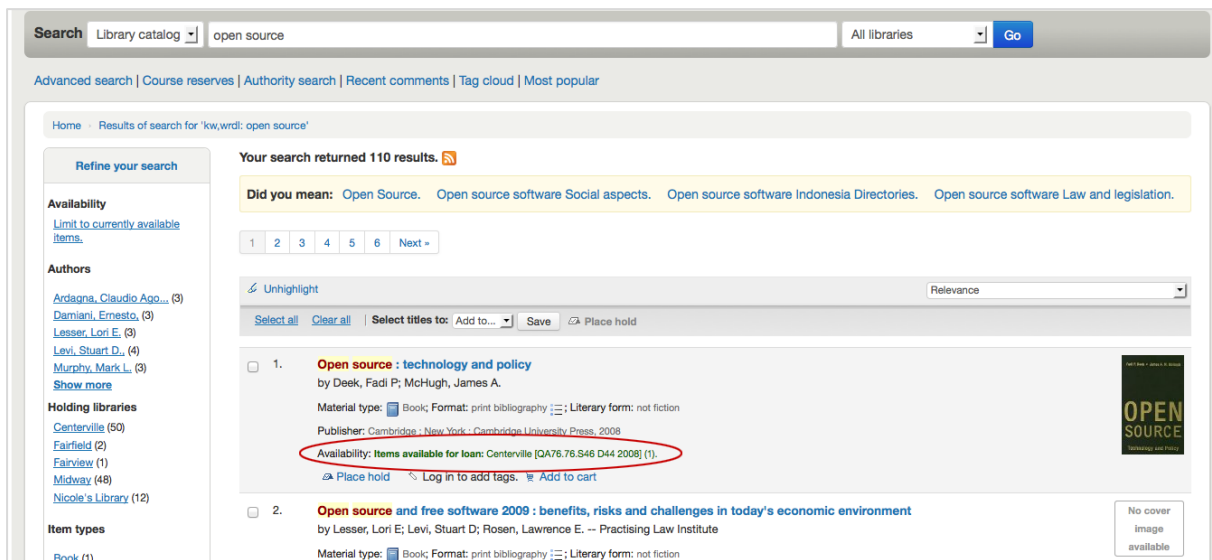 Search Library catalog open source All libraries Go
Advanced search | Course reserves | Authority search | Recent comments | Tag cloud | Most popular
Home · Results of search for 'kw,wrdl: open source'
Refine your search
Availability
Limit to currently available
items.
Authors
Ardagna, Claudio Ago... (3)
Damiani, Ernesto, (3)
Lesser, Lori E. (3)
Levi, Stuart D., (4)
Murphy, Mark L. (3)
Show more
Holding libraries
Centerville (50)
Fairfield (2)
Fairview (1)
Midway (48)
Nicole's Library (12)
Item types
Book (1)
Your search returned 110 results.
Did you mean: Open Source. Open source software Social aspects. Open source software Indonesia Directories. Open source software Law and legislation.
1 2 3 4 5 6 Next »
Unhighlight Relevance
Select all Clear all | Select titles to: Add to... Save Place hold
1. Open source : technology and policy
by Deek, Fadi P; McHugh, James A.
Material type: Book; Format: print bibliography ; Literary form: not fiction
Publisher: Cambridge ; New York : Cambridge University Press, 2008
Availability: Items available for loan: Centerville [QA76.76.S46 D44 2008] (1).
Place hold Log in to add tags. Add to cart
OPEN
SOURCE
Technology and Policy
2. Open source and free software 2009 : benefits, risks and challenges in today's economic environment
by Lesser, Lori E; Levi, Stuart D; Rosen, Lawrence E. -- Practising Law Institute
Material type: Book; Format: print bibliography ; Literary form: not fiction
No cover
image
available